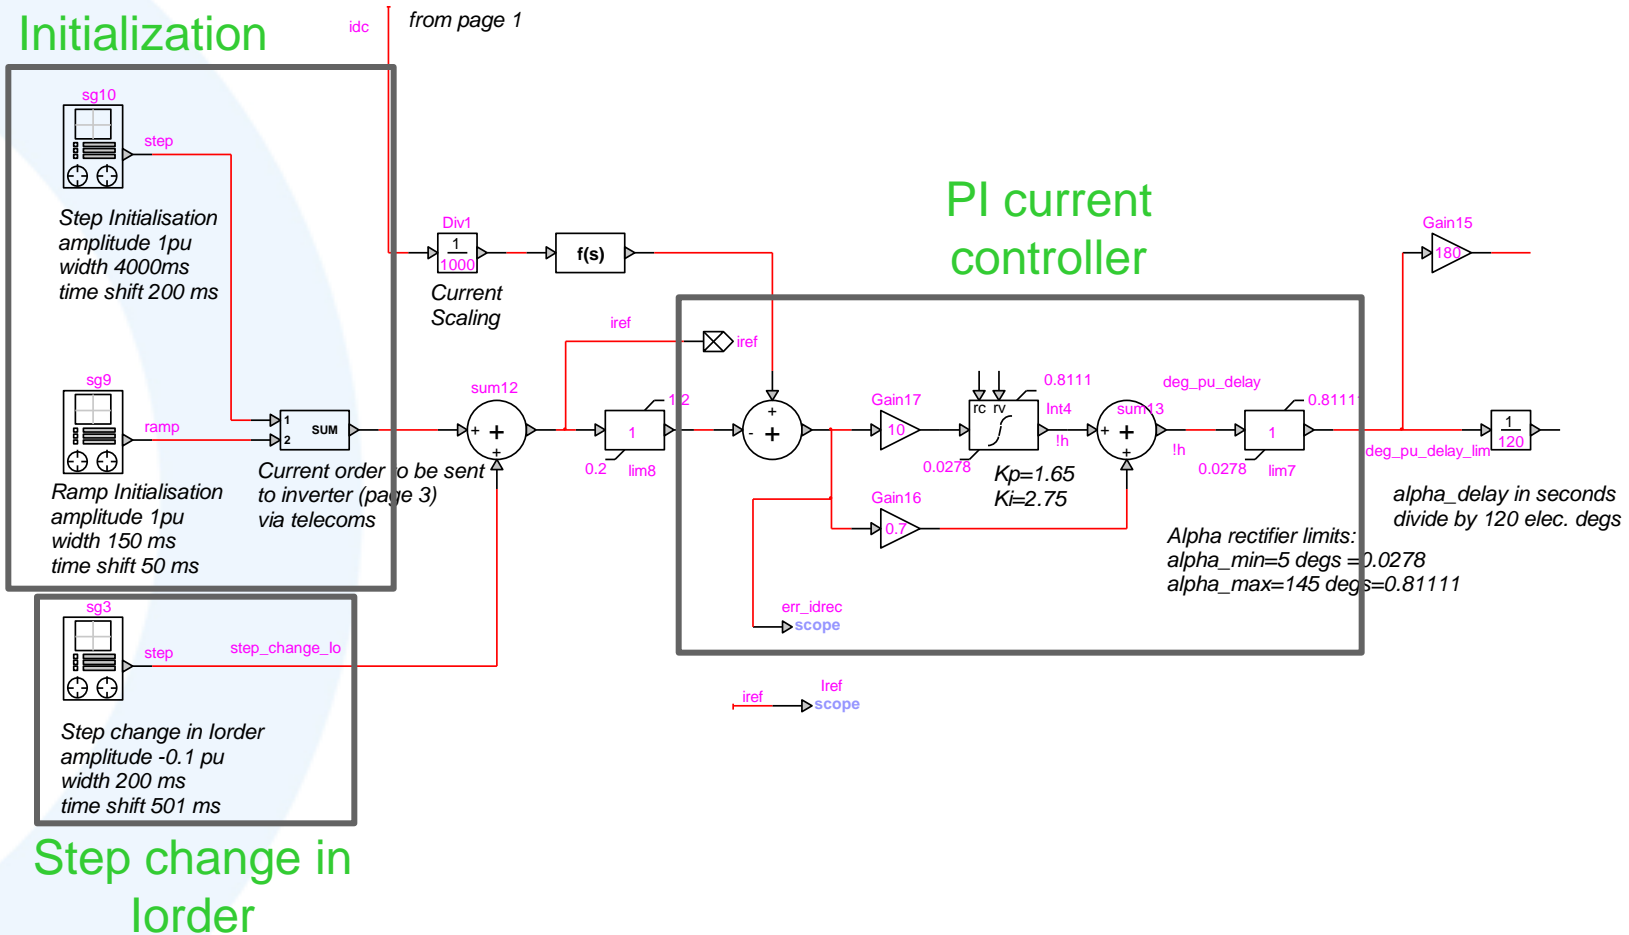 Initialization
idc
from page 1
sg10
step
Step Initialisation
amplitude 1pu
width 4000ms
time shift 200 ms
Div1
1
1000
Current
Scaling
f(s)
PI current
controller
Gain15
180
iref
iref
sg9
ramp
Ramp Initialisation
amplitude 1pu
width 150 ms
time shift 50 ms
1
2
SUM
Current order to be sent
to inverter (page 3)
via telecoms
sum12
+
+
+
1.2
1
0.2
lim8
+
-
+
Gain17
10
rc
rv
0.8111
Int4
!h
0.0278
Kp=1.65
Ki=2.75
Gain16
0.7
deg_pu_delay
sum13
+
+
+
!h
0.81111
1
0.0278
lim7
deg_pu_delay_lim
1
120
alpha_delay in seconds
divide by 120 elec. degs
Alpha rectifier limits:
alpha_min=5 degs =0.0278
alpha_max=145 degs=0.81111
err_idrec
scope
iref
Iref
scope
sg3
step
step_change_Io
Step change in Iorder
amplitude -0.1 pu
width 200 ms
time shift 501 ms
Step change in
Iorder